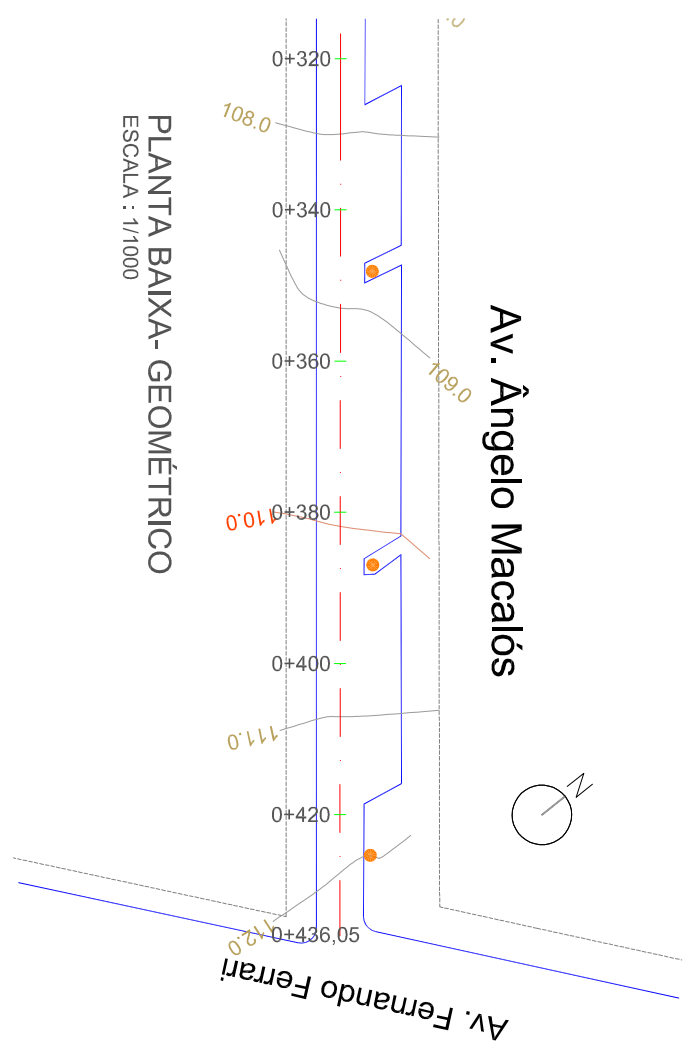 0+320
108.0
PLANTA BAIXA- GEOMÉTRICO
ESCALA : 1/1000
0+340
Av. Ângelo Macalós
0+360
109.0
110.0
0+380
0+400
111.0
N
0+420
112.0
0+436,05
Av. Fernando Ferrari